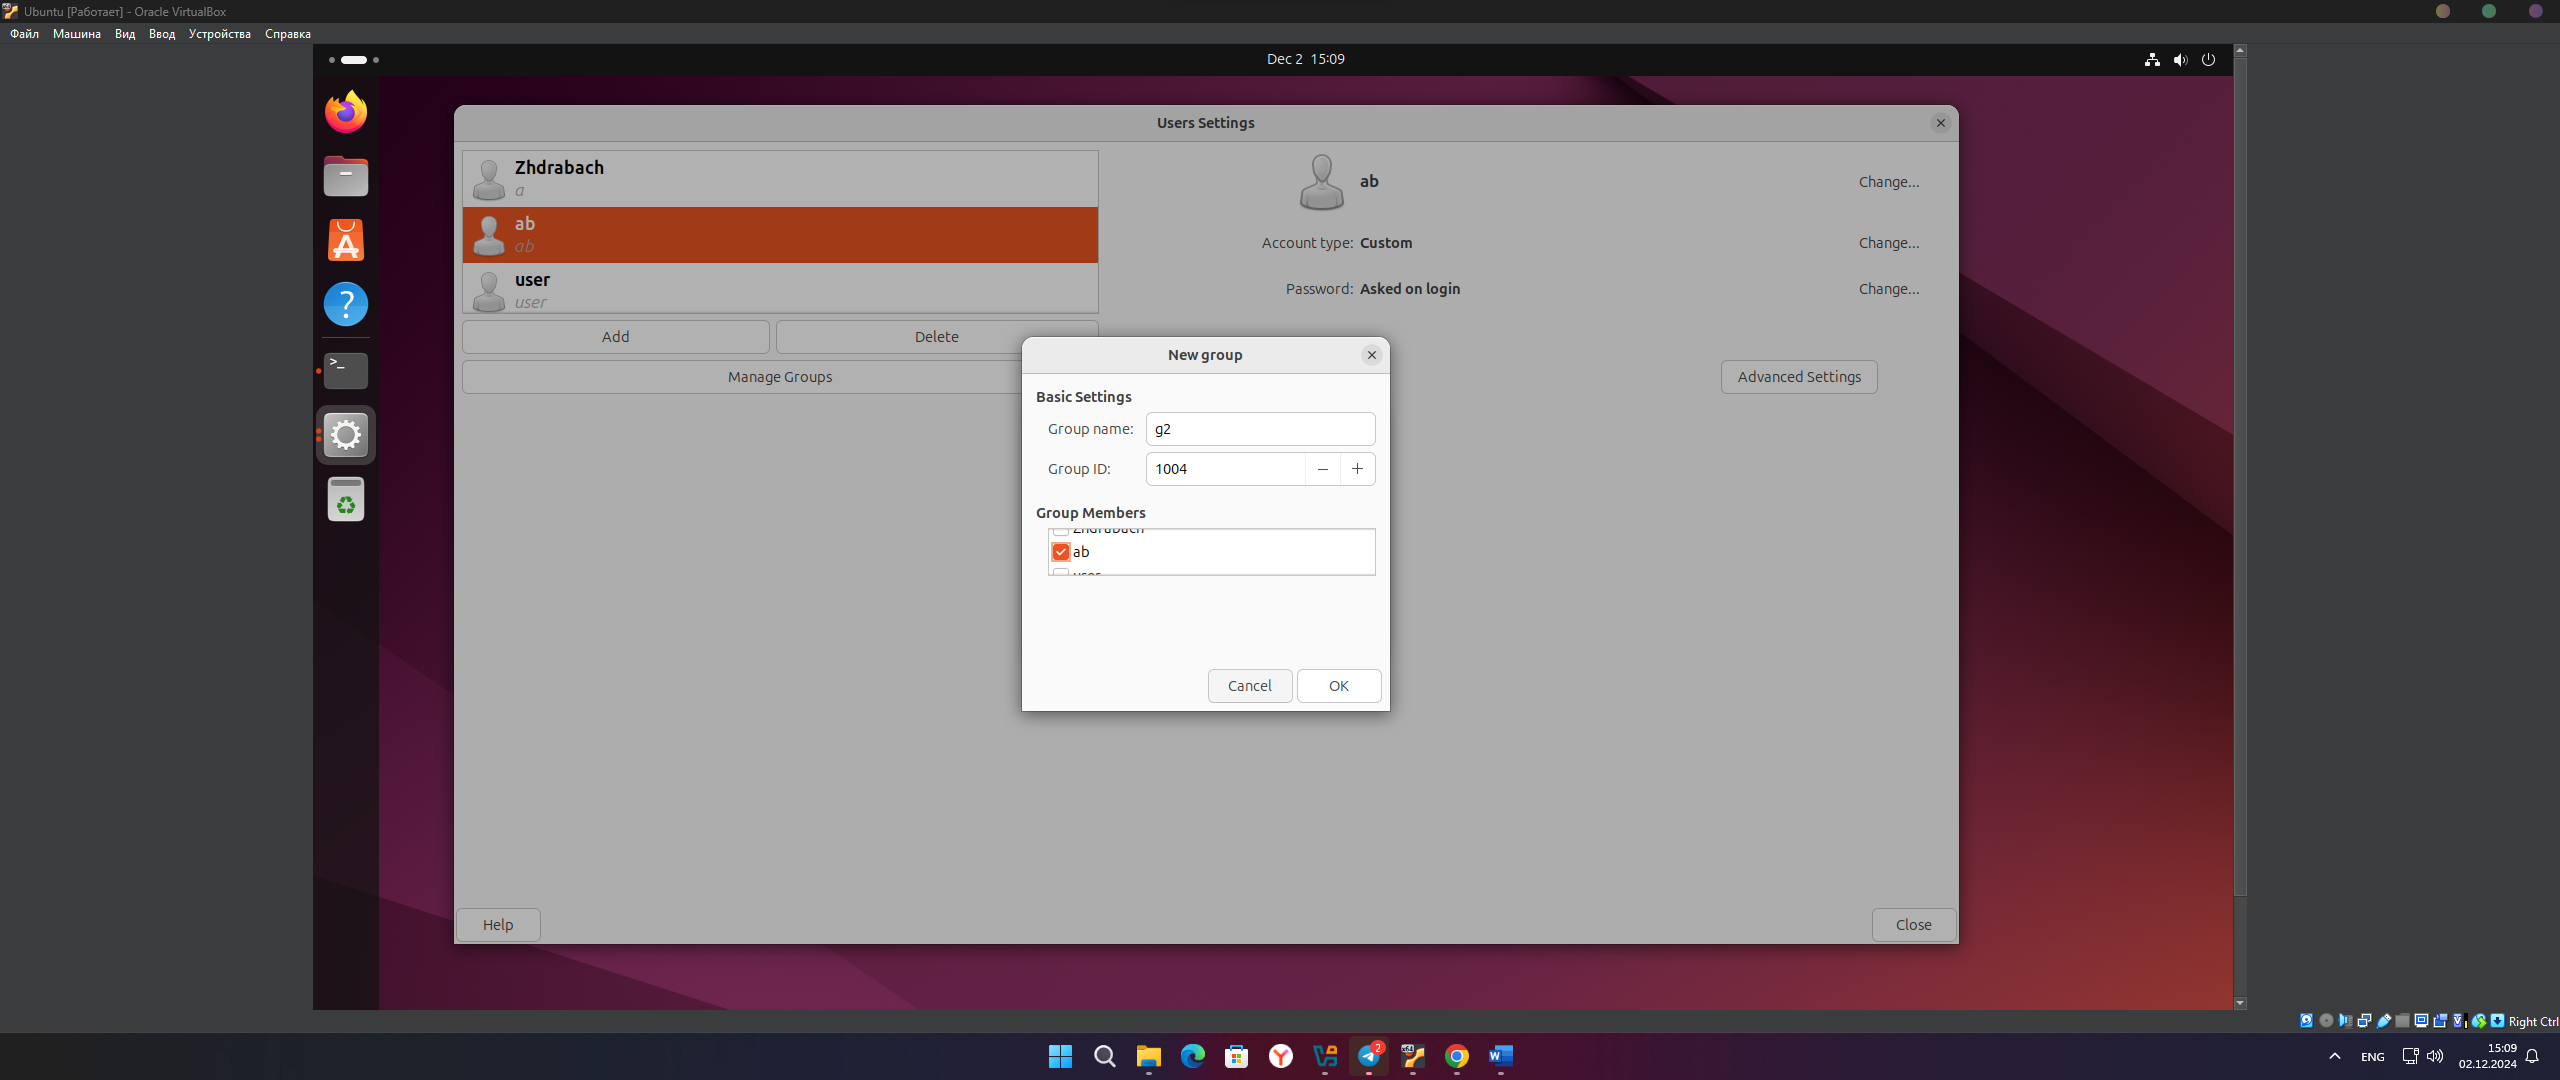 Ubuntu [Работает] - Oracle VirtualBox
Файл Машина Вид Ввод Устройства Справка
Dec 2 15:09
Users Settings
Zhdrabach
a
ab
ab
user
user
Add
Delete
Manage Groups
ab
Change...
Account type: Custom
Change...
Password: Asked on login
Change...
Advanced Settings
New group
Basic Settings
Group name: g2
Group ID: 1004
Group Members
Zhdrabach
ab
user
Cancel
OK
Help
Close
Right Ctrl
2
ENG
15:09
02.12.2024